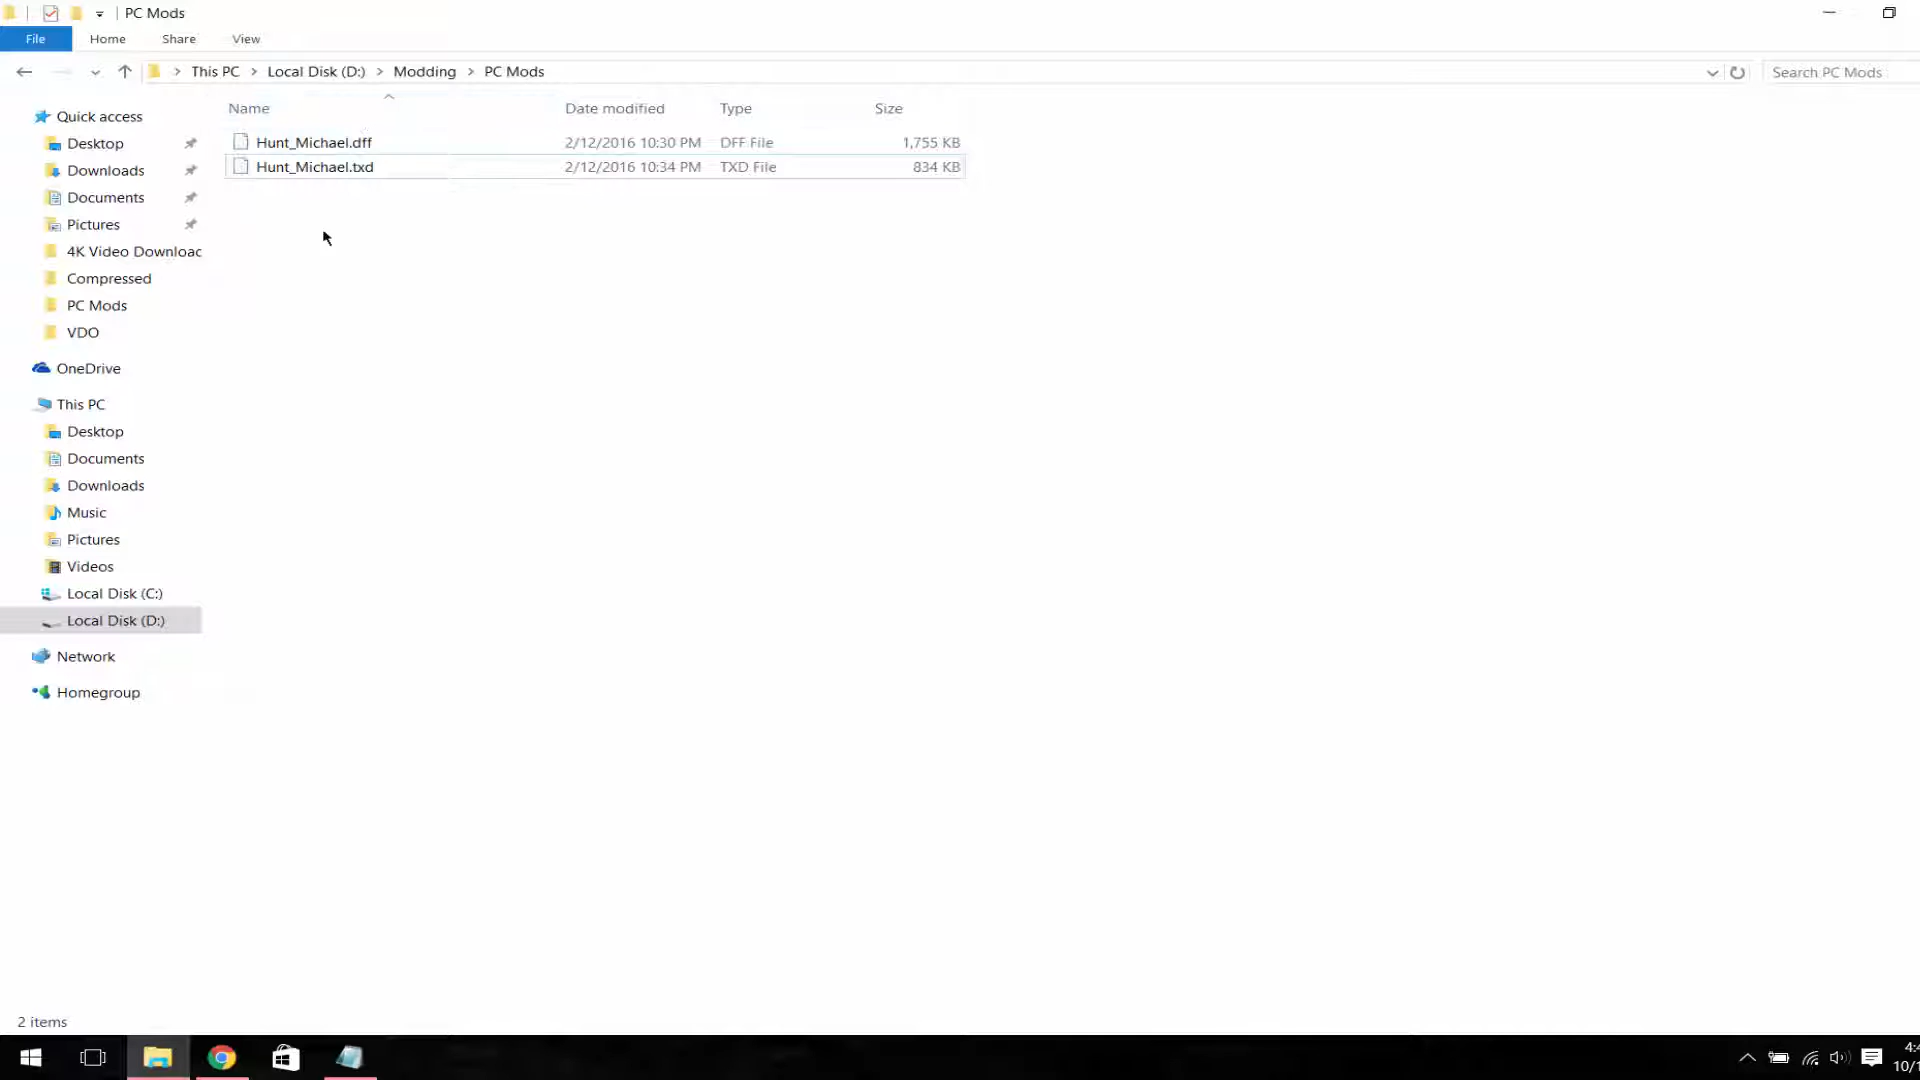 PC Mods
File Home Share View
This PC Local Disk (D:) Modding PC Mods Search PC Mods
Name Date modified Type Size
Hunt_Michael.dff 2/12/2016 10:30 PM DFF File 1,755 KB
Hunt_Michael.txd 2/12/2016 10:34 PM TXD File 834 KB
Quick access
Desktop
Downloads
Documents
Pictures
4K Video Downloac
Compressed
PC Mods
VDO
OneDrive
This PC
Desktop
Documents
Downloads
Music
Pictures
Videos
Local Disk (C:)
Local Disk (D:)
Network
Homegroup
2 items